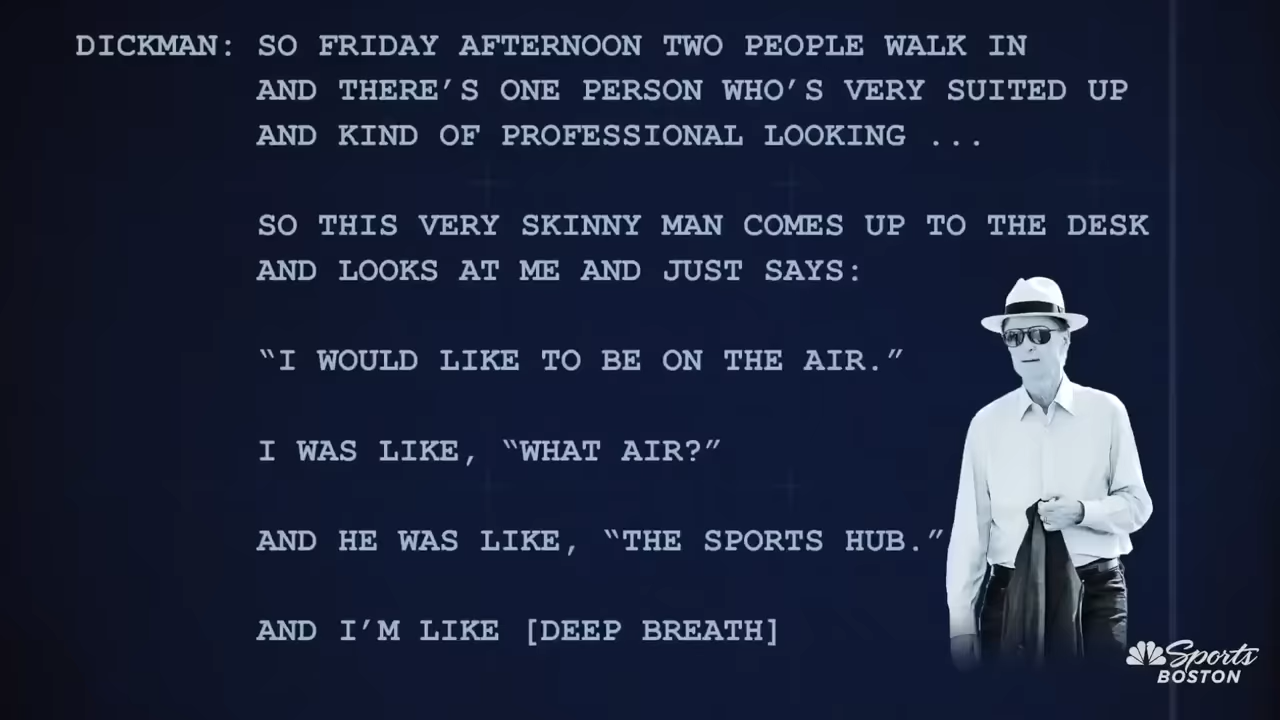 DICKMAN: SO FRIDAY AFTERNOON TWO PEOPLE WALK IN
AND THERE’S ONE PERSON WHO’S VERY SUITED UP
AND KIND OF PROFESSIONAL LOOKING ...
SO THIS VERY SKINNY MAN COMES UP TO THE DESK
AND LOOKS AT ME AND JUST SAYS:
“I WOULD LIKE TO BE ON THE AIR.”
I WAS LIKE, “WHAT AIR?”
AND HE WAS LIKE, “THE SPORTS HUB.”
AND I’M LIKE [DEEP BREATH]
Sports
BOSTON